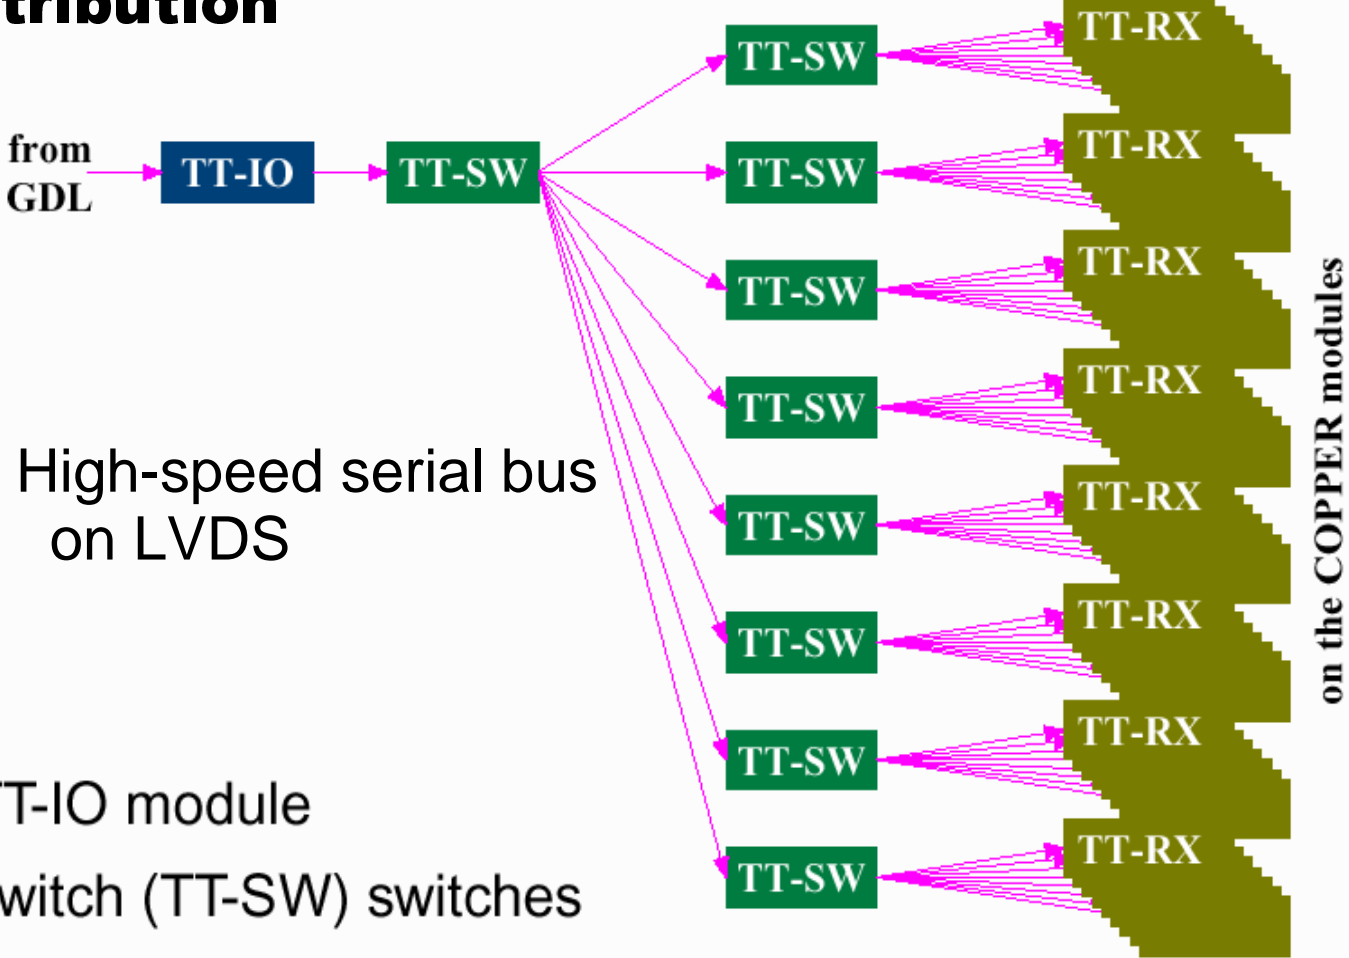 tribution
from
GDL
TT-IO
TT-SW
TT-SW
TT-RX
TT-SW
TT-RX
TT-SW
TT-RX
TT-SW
TT-RX
TT-SW
TT-RX
TT-SW
TT-RX
TT-SW
TT-RX
TT-SW
TT-RX
on the COPPER modules
High-speed serial bus
on LVDS
TT-IO module
witch (TT-SW) switches